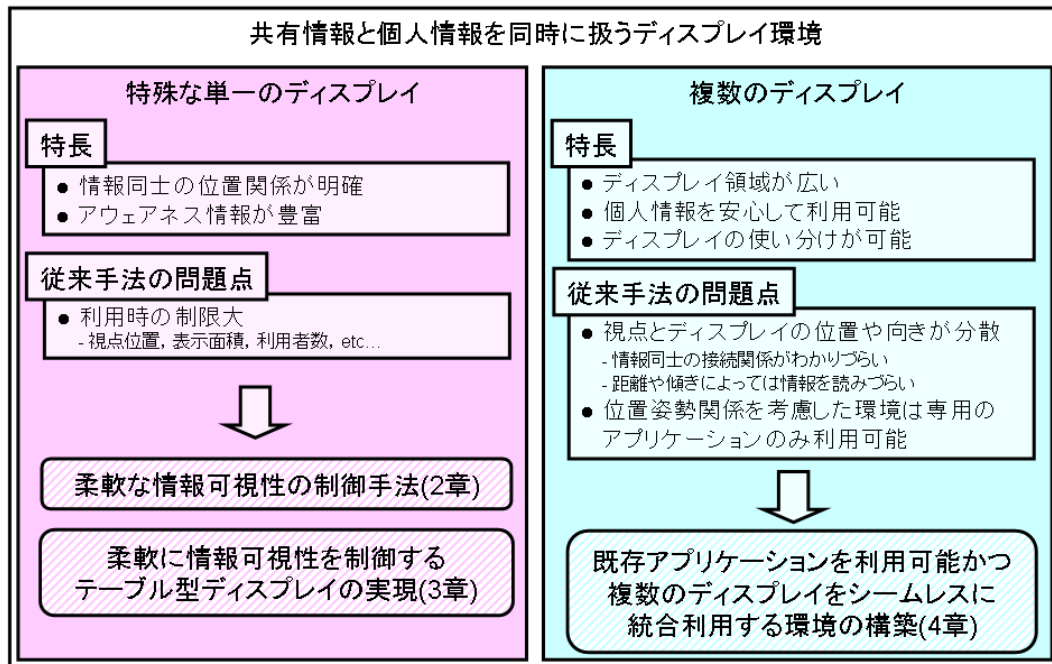 共有情報と個人情報を同時に扱うディスプレイ環境
特殊な単一のディスプレイ
特長
● 情報同士の位置関係が明確
● アウェアネス情報が豊富
従来手法の問題点
● 利用時の制限大
- 視点位置, 表示面積, 利用者数, etc…
柔軟な情報可視性の制御手法(2章)
柔軟に情報可視性を制御する
テーブル型ディスプレイの実現(3章)
複数のディスプレイ
特長
● ディスプレイ領域が広い
● 個人情報を安心して利用可能
● ディスプレイの使い分けが可能
従来手法の問題点
● 視点とディスプレイの位置や向きが分散
- 情報同士の接続関係がわかりづらい
- 距離や傾きによっては情報を読みづらい
● 位置姿勢関係を考慮した環境は専用の
アプリケーションのみ利用可能
既存アプリケーションを利用可能かつ
複数のディスプレイをシームレスに
統合利用する環境の構築(4章)